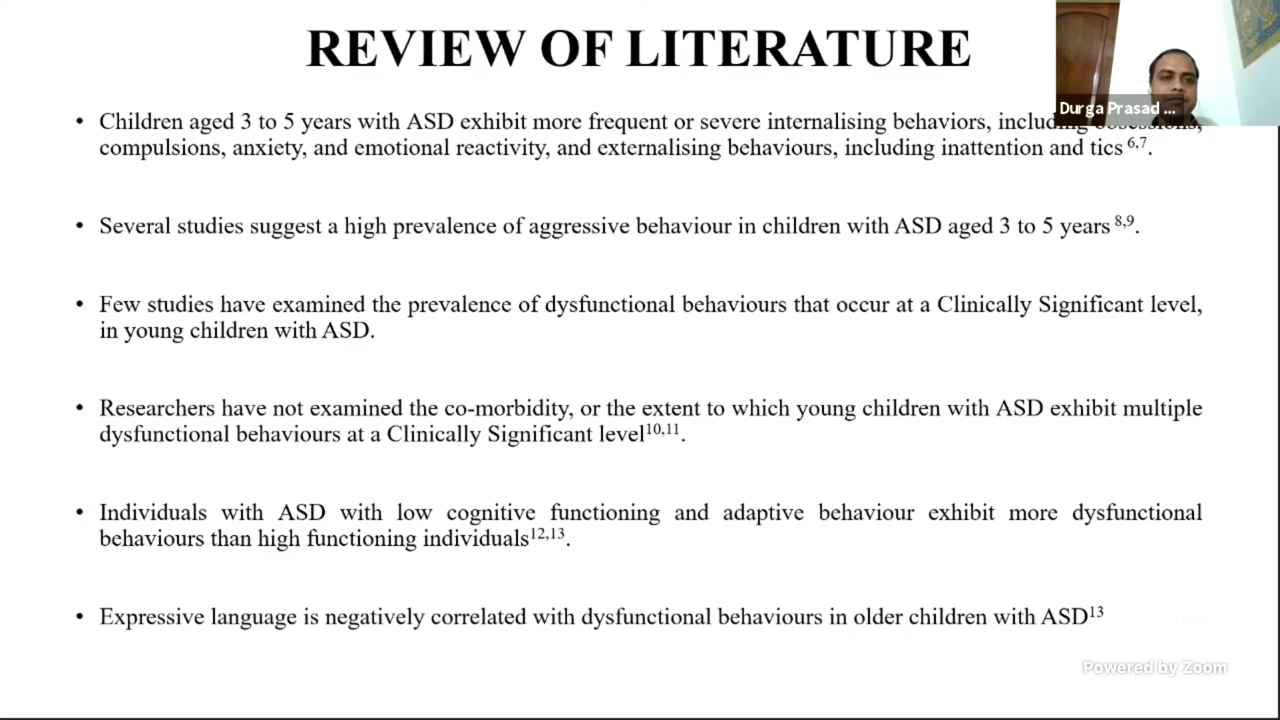 REVIEW OF LITERATURE
Durga Prasad ...
• Children aged 3 to 5 years with ASD exhibit more frequent or severe internalising behaviors, including obsessions,
compulsions, anxiety, and emotional reactivity, and externalising behaviours, including inattention and tics 6,7.
• Several studies suggest a high prevalence of aggressive behaviour in children with ASD aged 3 to 5 years 8,9.
• Few studies have examined the prevalence of dysfunctional behaviours that occur at a Clinically Significant level,
in young children with ASD.
• Researchers have not examined the co-morbidity, or the extent to which young children with ASD exhibit multiple
dysfunctional behaviours at a Clinically Significant level10,11.
• Individuals with ASD with low cognitive functioning and adaptive behaviour exhibit more dysfunctional
behaviours than high functioning individuals12,13.
• Expressive language is negatively correlated with dysfunctional behaviours in older children with ASD13
Powered by Zoom